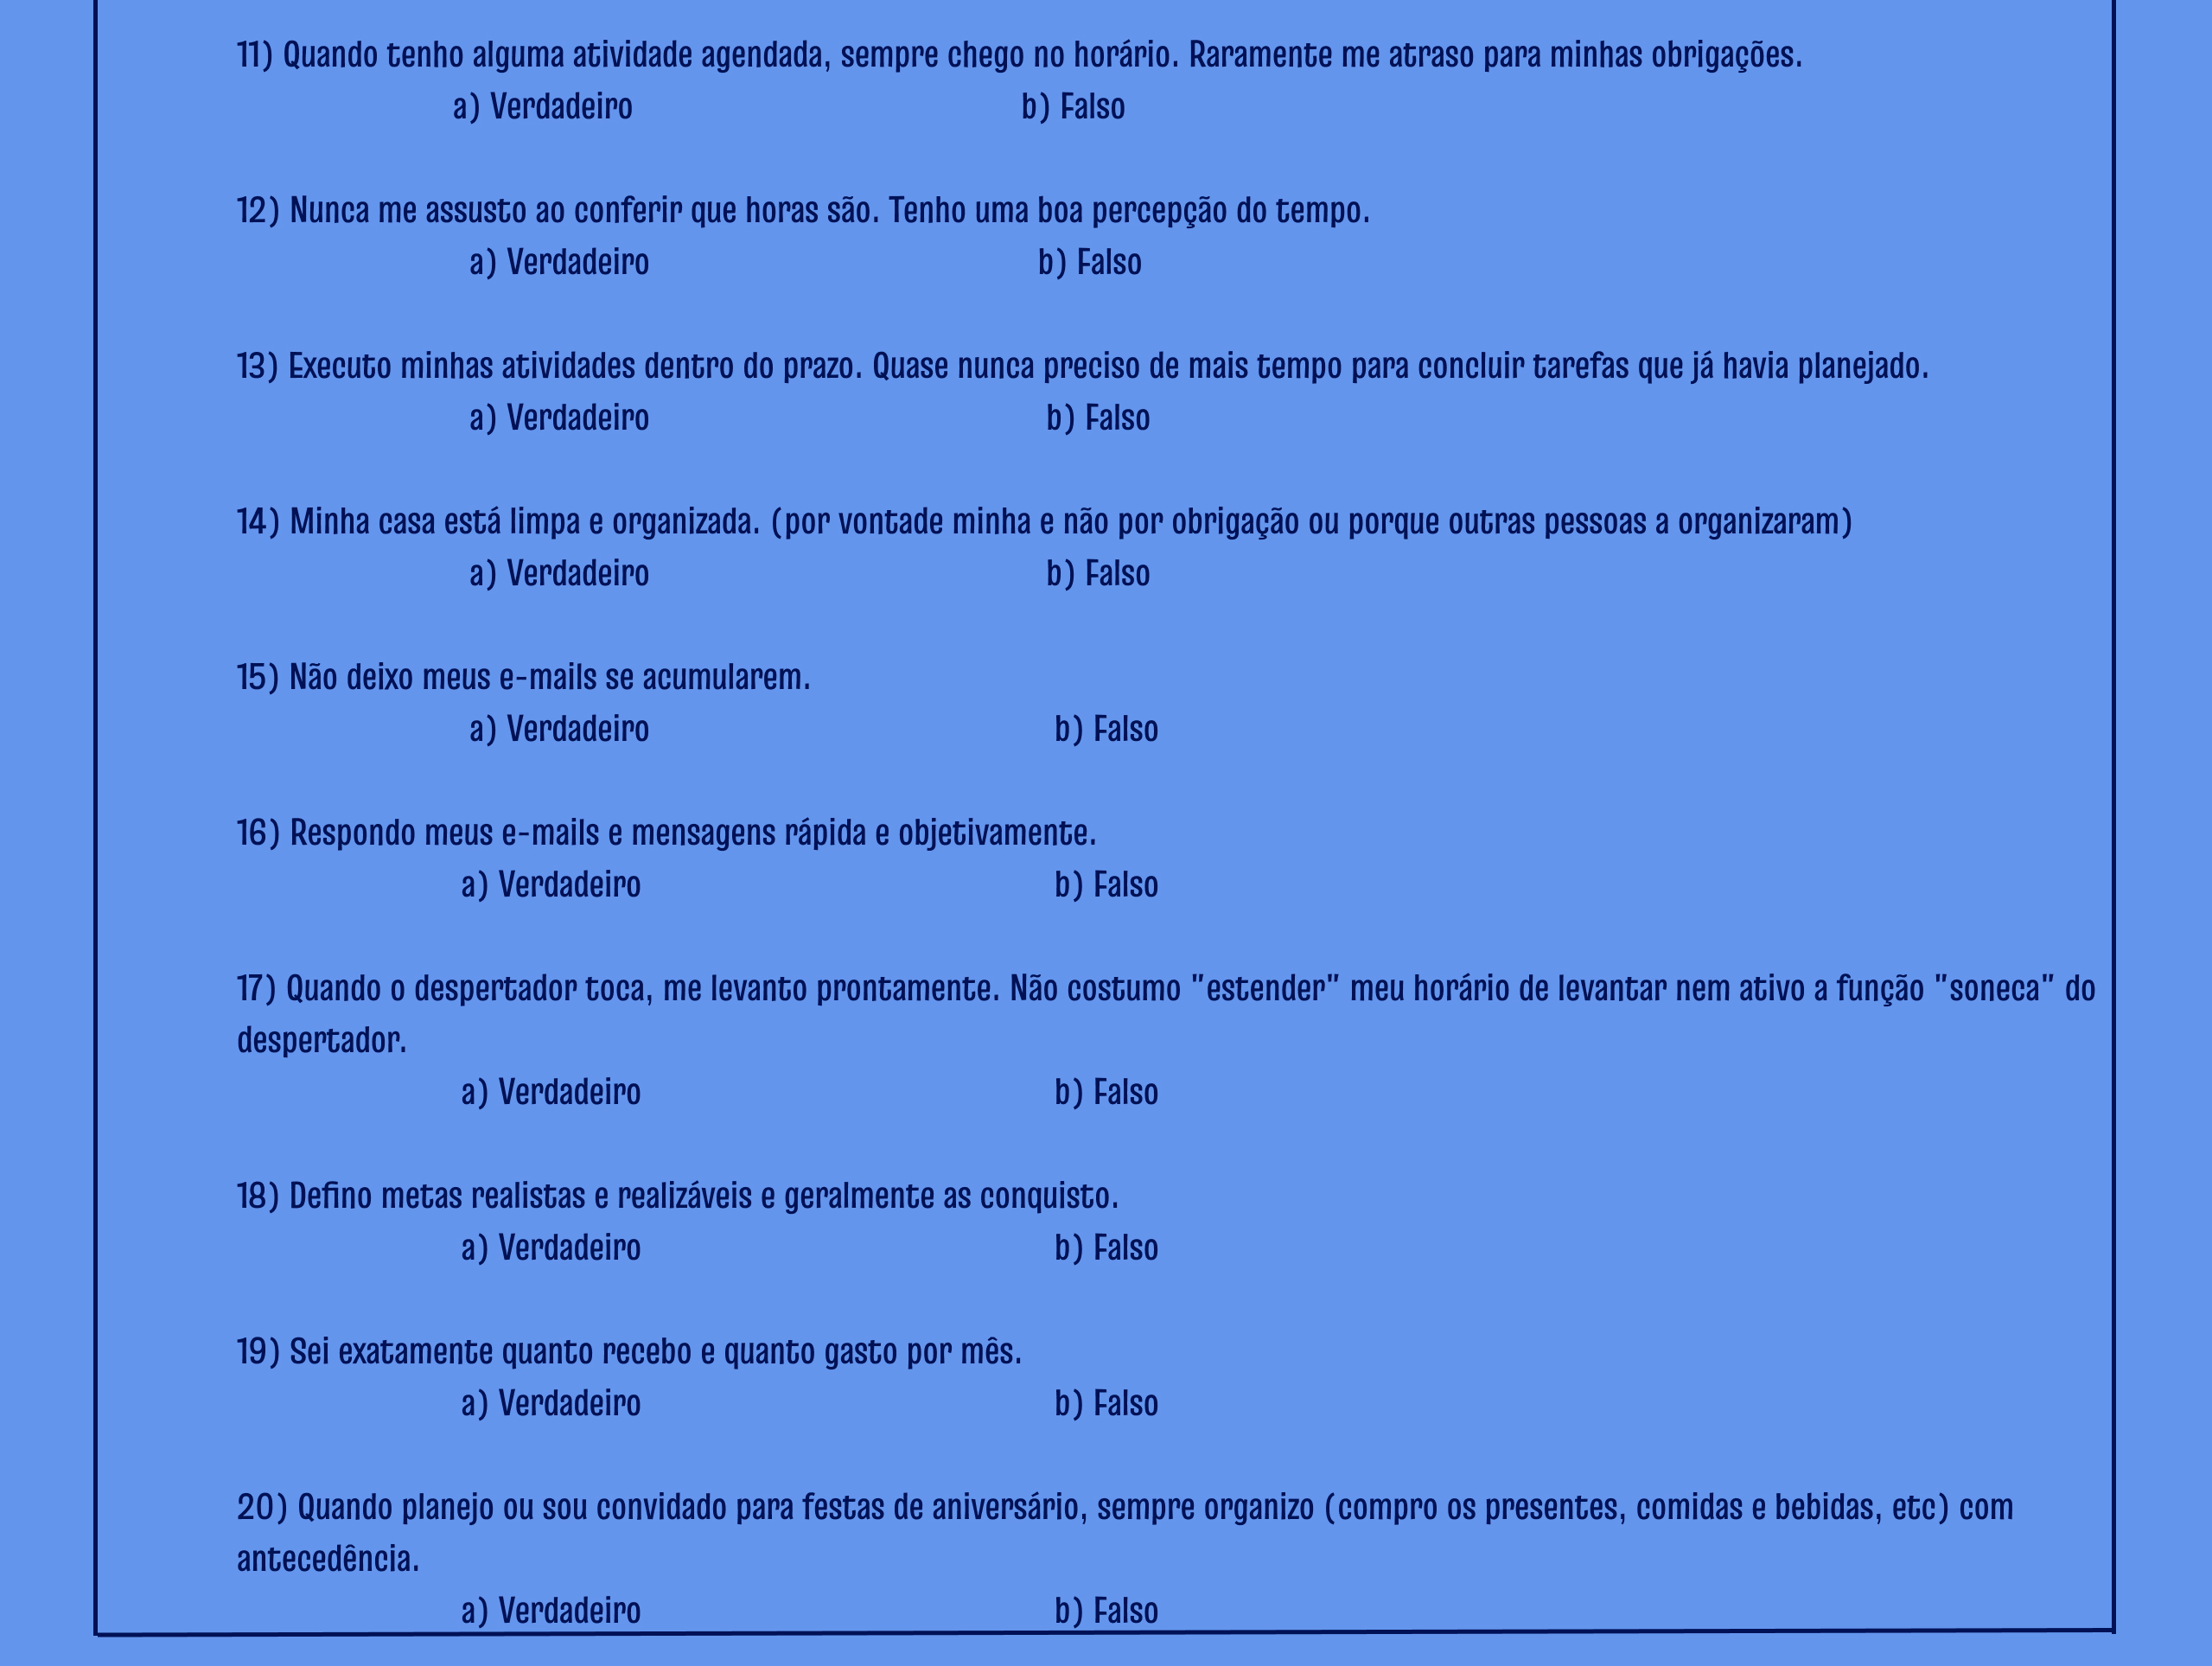 11) Quando tenho alguma atividade agendada, sempre chego no horário. Raramente me atraso para minhas obrigações.
a) Verdadeiro b) Falso
12) Nunca me assusto ao conferir que horas são. Tenho uma boa percepção do tempo.
a) Verdadeiro b) Falso
13) Executo minhas atividades dentro do prazo. Quase nunca preciso de mais tempo para concluir tarefas que já havia planejado.
a) Verdadeiro b) Falso
14) Minha casa está limpa e organizada. (por vontade minha e não por obrigação ou porque outras pessoas a organizaram)
a) Verdadeiro b) Falso
15) Não deixo meus e-mails se acumularem.
a) Verdadeiro b) Falso
16) Respondo meus e-mails e mensagens rápida e objetivamente.
a) Verdadeiro b) Falso
17) Quando o despertador toca, me levanto prontamente. Não costumo "estender" meu horário de levantar nem ativo a função "soneca" do
despertador.
a) Verdadeiro b) Falso
18) Defino metas realistas e realizáveis e geralmente as conquisto.
a) Verdadeiro b) Falso
19) Sei exatamente quanto recebo e quanto gasto por mês.
a) Verdadeiro b) Falso
20) Quando planejo ou sou convidado para festas de aniversário, sempre organizo (compro os presentes, comidas e bebidas, etc) com
antecedência.
a) Verdadeiro b) Falso